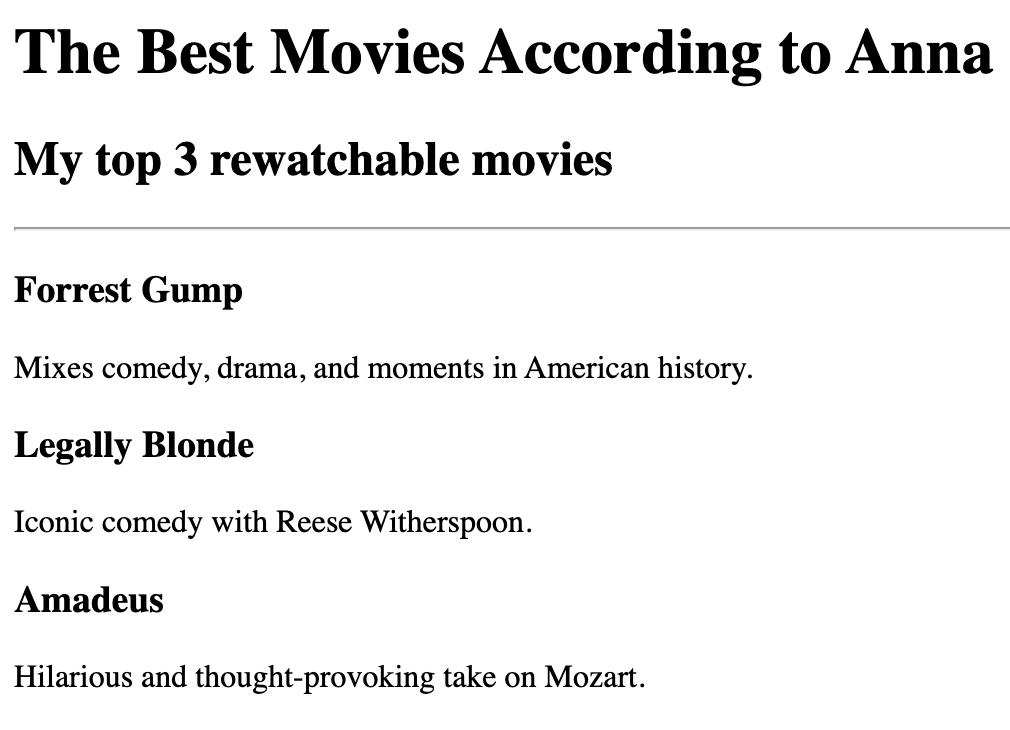 The Best Movies According to Anna
My top 3 rewatchable movies
Forrest Gump
Mixes comedy, drama, and moments in American history.
Legally Blonde
Iconic comedy with Reese Witherspoon.
Amadeus
Hilarious and thought-provoking take on Mozart.